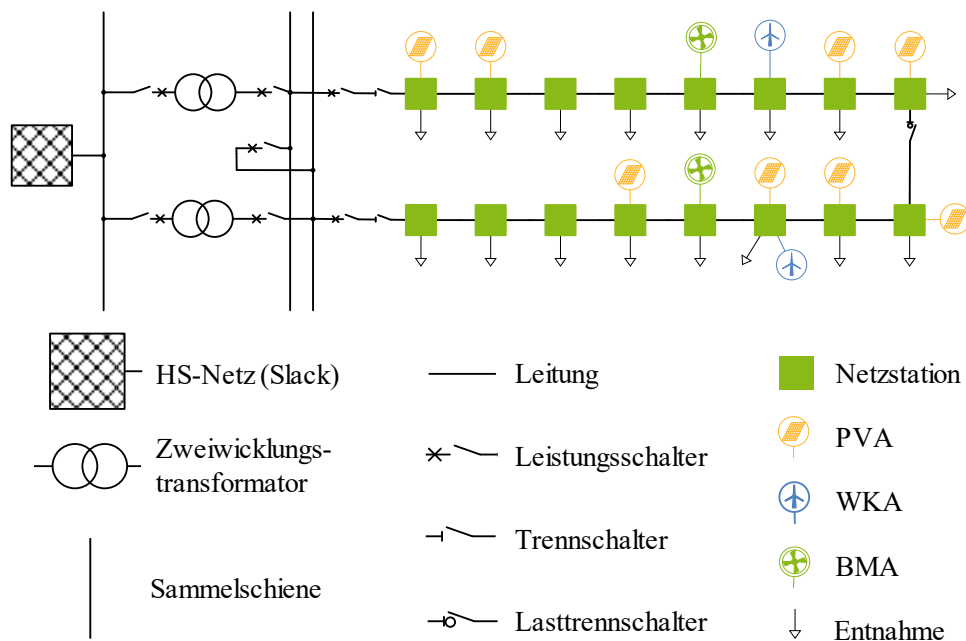 HS-Netz (Slack)
Leitung
Netzstation
Zweiwicklungs-
transformator
Leistungsschalter
PVA
WKA
Sammelschiene
Trennschalter
BMA
Lasttrennschalter
Entnahme